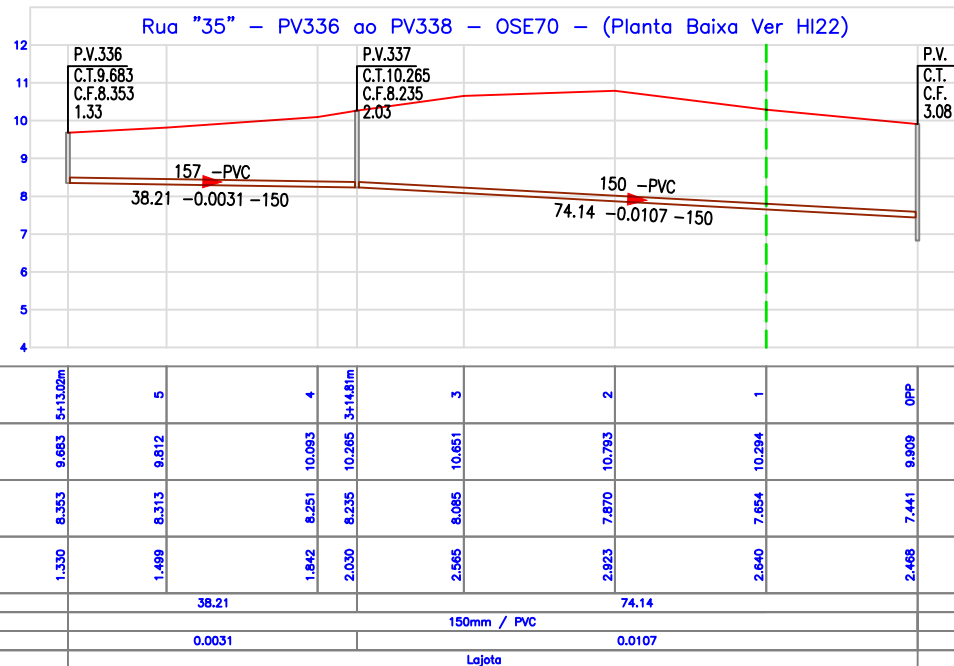 Rua "35" - PV336 ao PV338 - OSE70 - (Planta Baixa Ver HI22)
12
11
10
9
8
7
6
5
4
P.V.336
C.T.9.683
C.F.8.353
1.33
P.V.337
C.T.10.265
C.F.8.235
2.03
P.V.
C.T.
C.F.
3.08
157 -PVC
38.21 -0.0031 -150
150 -PVC
74.14 -0.0107 -150
5+13.02m 5 4 3+14.81m 3 2 1 0PP
9.683 9.812 10.093 10.265 10.651 10.793 10.294 9.909
8.353 8.313 8.251 8.235 8.085 7.870 7.654 7.441
1.330 1.499 1.842 2.030 2.565 2.923 2.640 2.468
38.21 74.14
150mm / PVC
0.0031 0.0107
Lajota